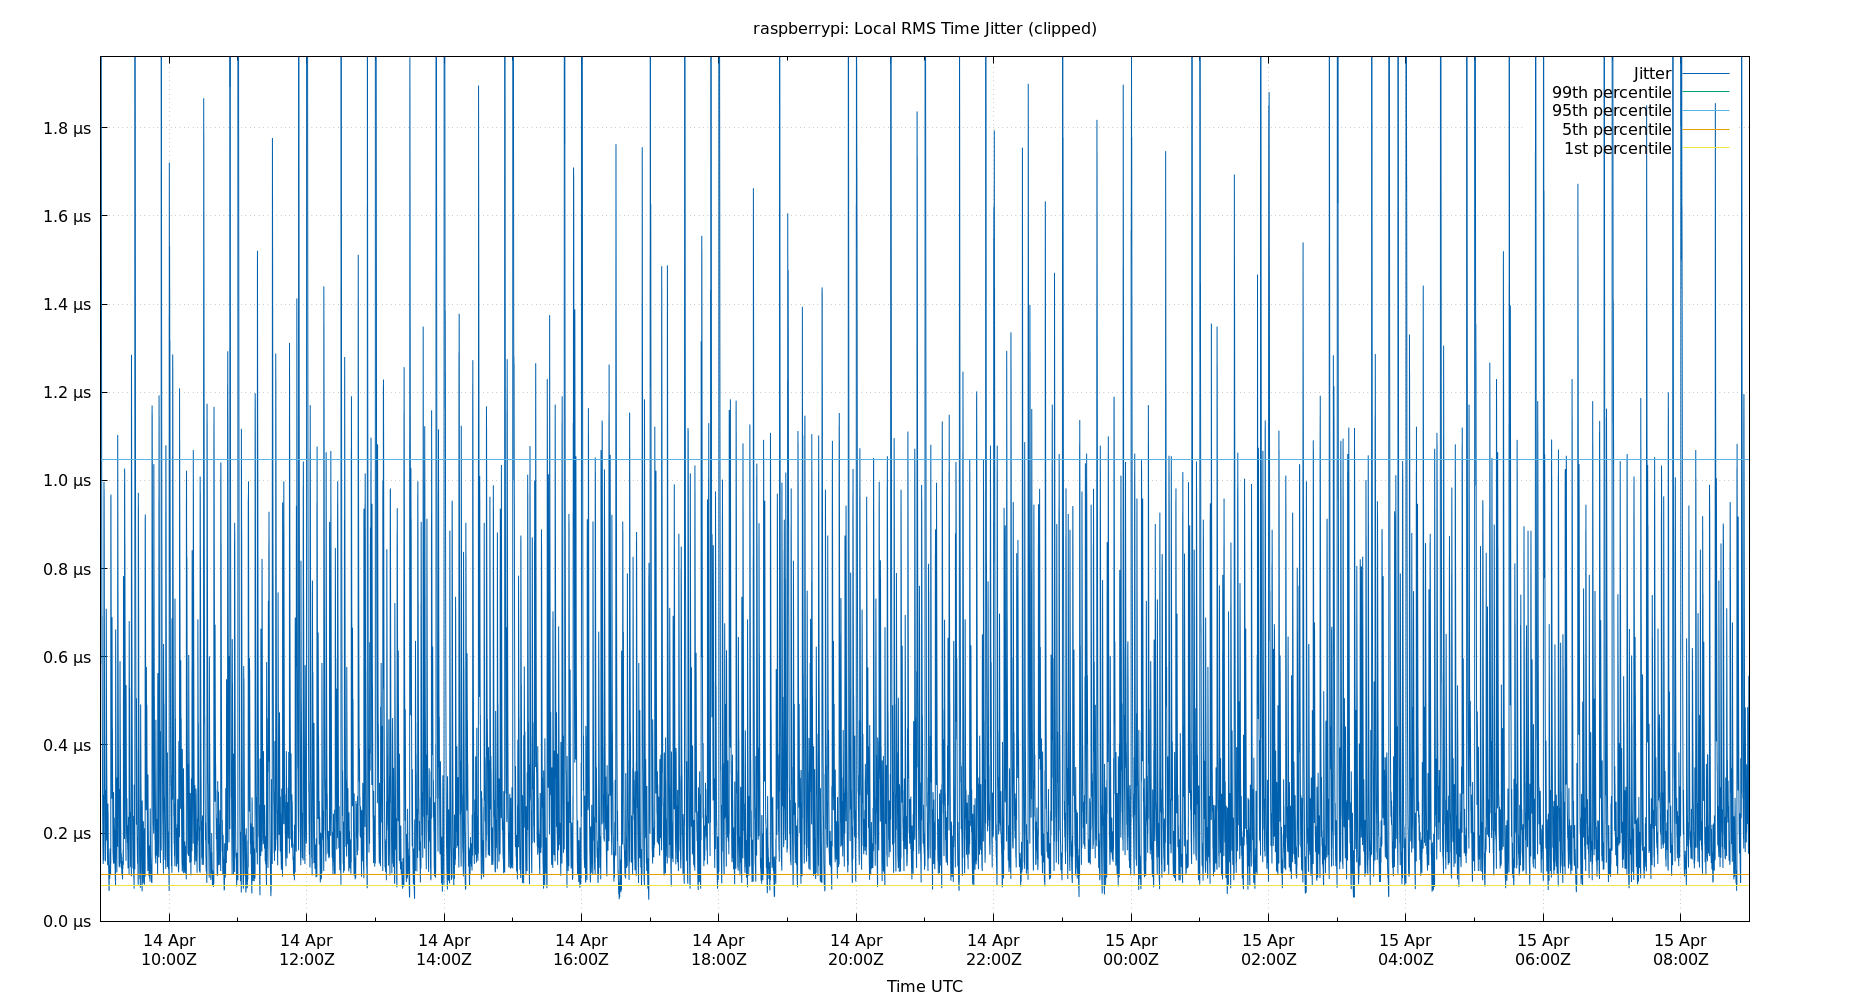 raspberrypi: Local RMS Time Jitter (clipped)
Jitter
99th percentile
95th percentile
5th percentile
1st percentile
1.8 μs
1.6 μs
1.4 μs
1.2 μs
1.0 μs
0.8 μs
0.6 μs
0.4 μs
0.2 μs
0.0 μs
14 Apr 14 Apr 14 Apr 14 Apr 14 Apr 14 Apr 14 Apr 15 Apr 15 Apr 15 Apr 15 Apr 15 Apr
10:00Z 12:00Z 14:00Z 16:00Z 18:00Z 20:00Z 22:00Z 00:00Z 02:00Z 04:00Z 06:00Z 08:00Z
Time UTC